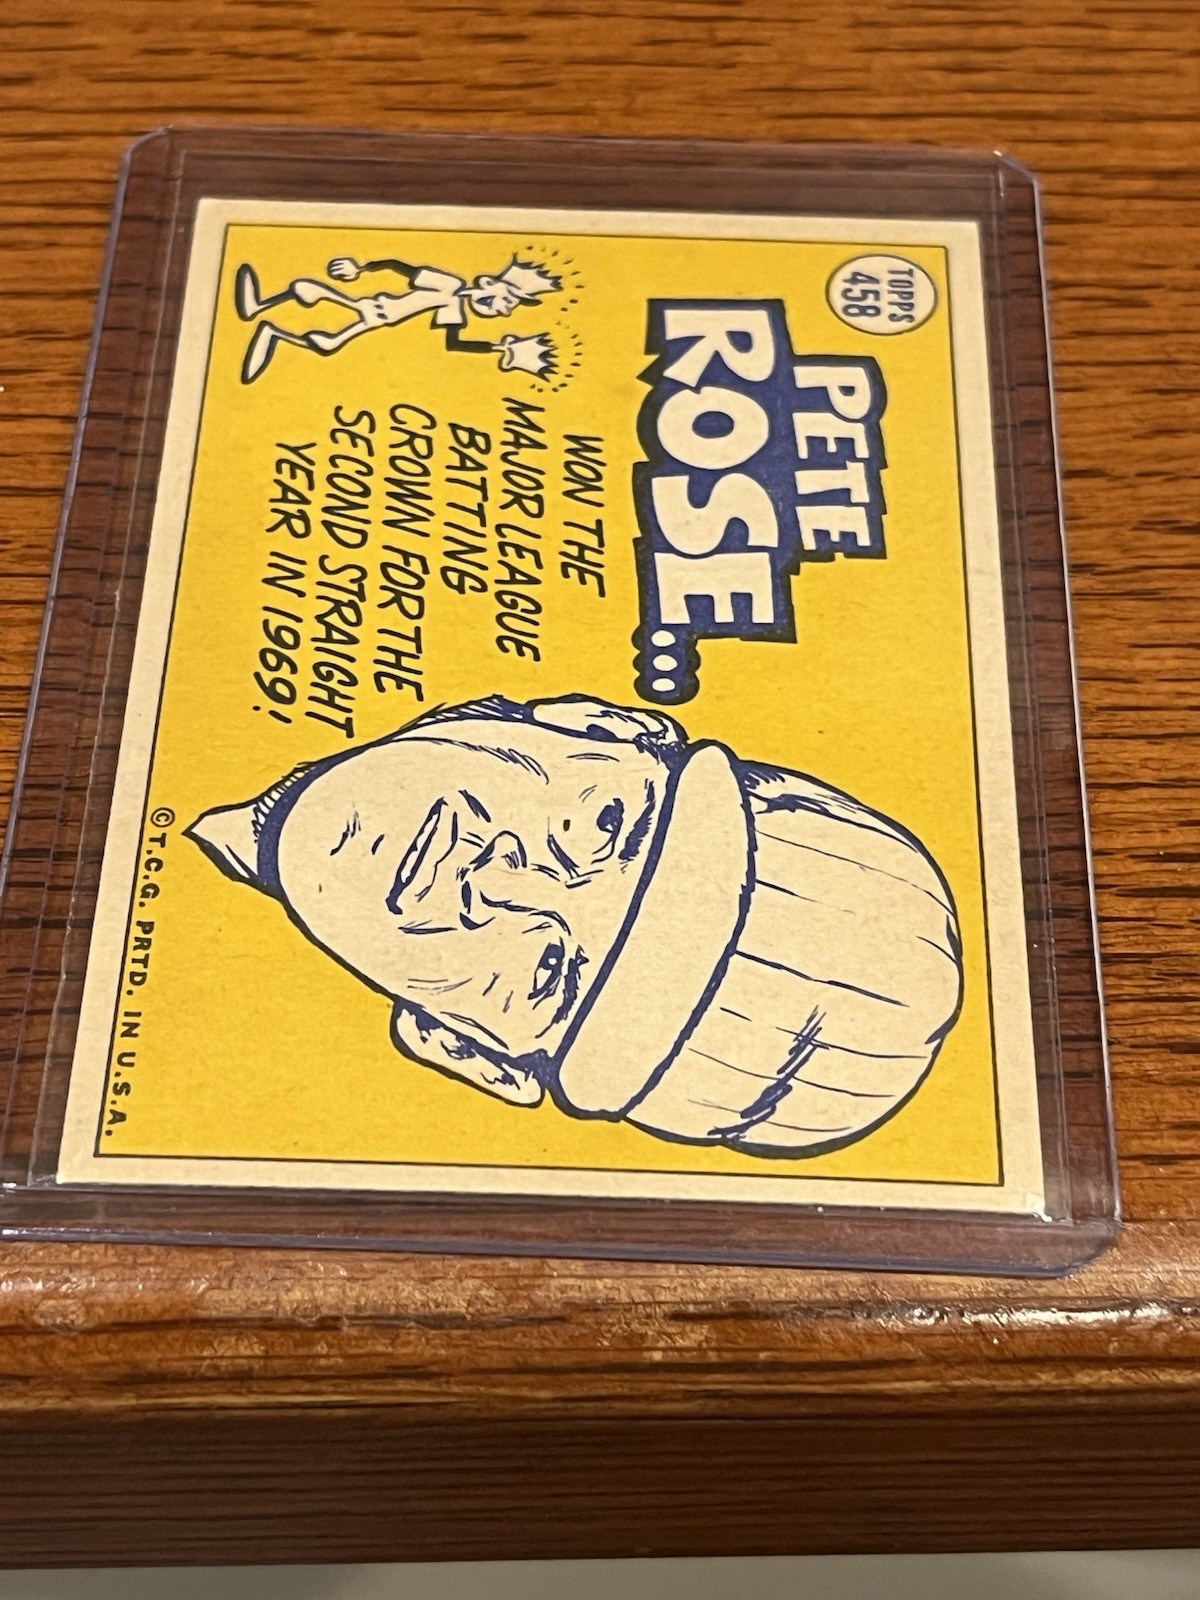 TOPPS
458
PETE
ROSE...
WON THE
MAJOR LEAGUE
BATTING
CROWN FOR THE
SECOND STRAIGHT
YEAR IN 1969!
© T.C.G. PRTD. IN U.S.A.